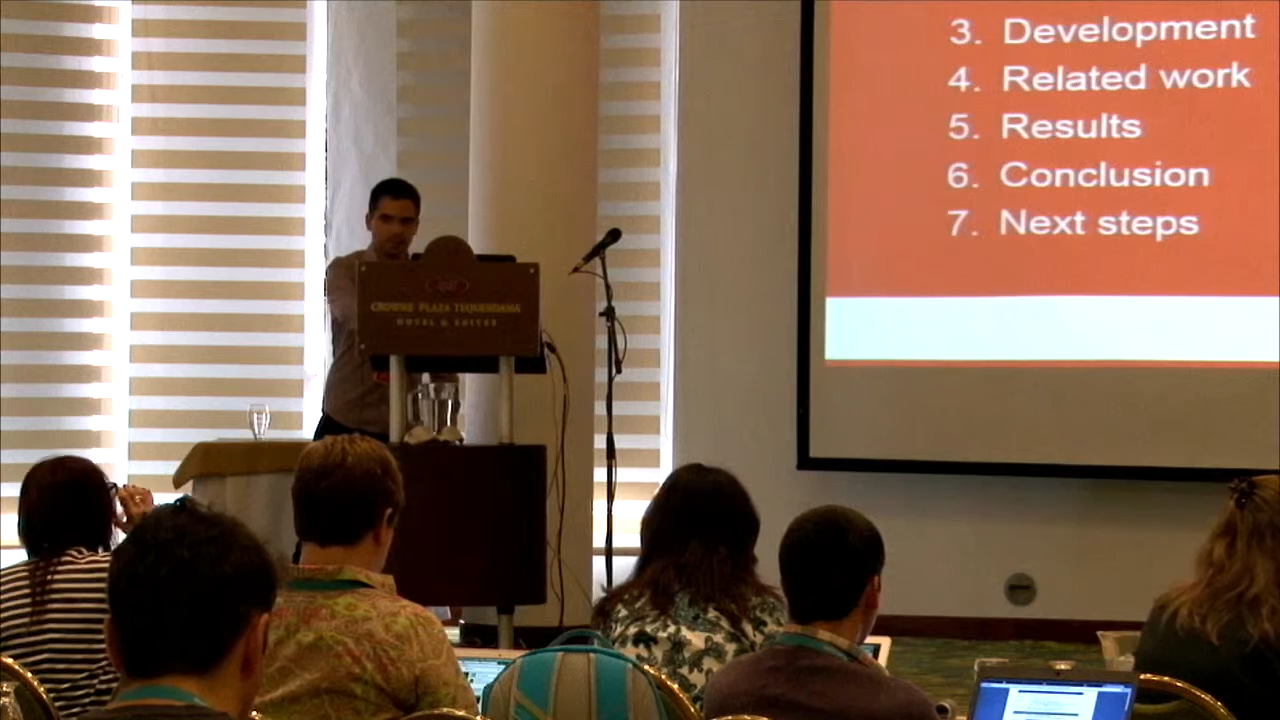 3. Development
4. Related work
5. Results
6. Conclusion
7. Next steps
CROWNE PLAZA TEQUENDAMA
HOTEL & SUITES